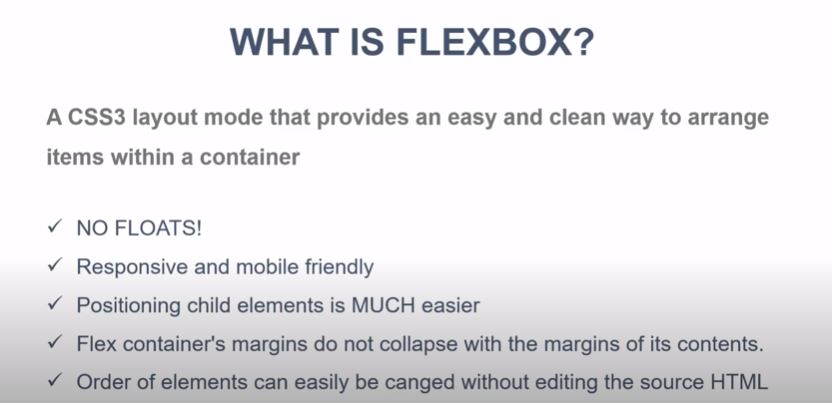 WHAT IS FLEXBOX?
A CSS3 layout mode that provides an easy and clean way to arrange
items within a container
✓ NO FLOATS!
✓ Responsive and mobile friendly
✓ Positioning child elements is MUCH easier
✓ Flex container's margins do not collapse with the margins of its contents.
✓ Order of elements can easily be canged without editing the source HTML